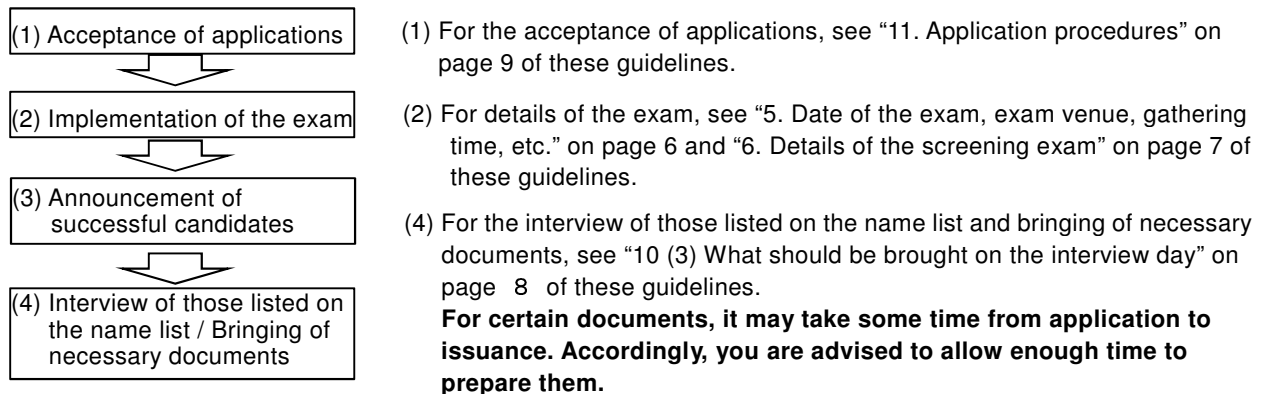 (1) Acceptance of applications
(2) Implementation of the exam
(3) Announcement of
successful candidates
(4) Interview of those listed on
the name list / Bringing of
necessary documents
(1) For the acceptance of applications, see “11. Application procedures” on
page 9 of these guidelines.
(2) For details of the exam, see “5. Date of the exam, exam venue, gathering
time, etc.” on page 6 and “6. Details of the screening exam” on page 7 of
these guidelines.
(4) For the interview of those listed on the name list and bringing of necessary
documents, see “10 (3) What should be brought on the interview day” on
page 8 of these guidelines.
For certain documents, it may take some time from application to
issuance. Accordingly, you are advised to allow enough time to
prepare them.